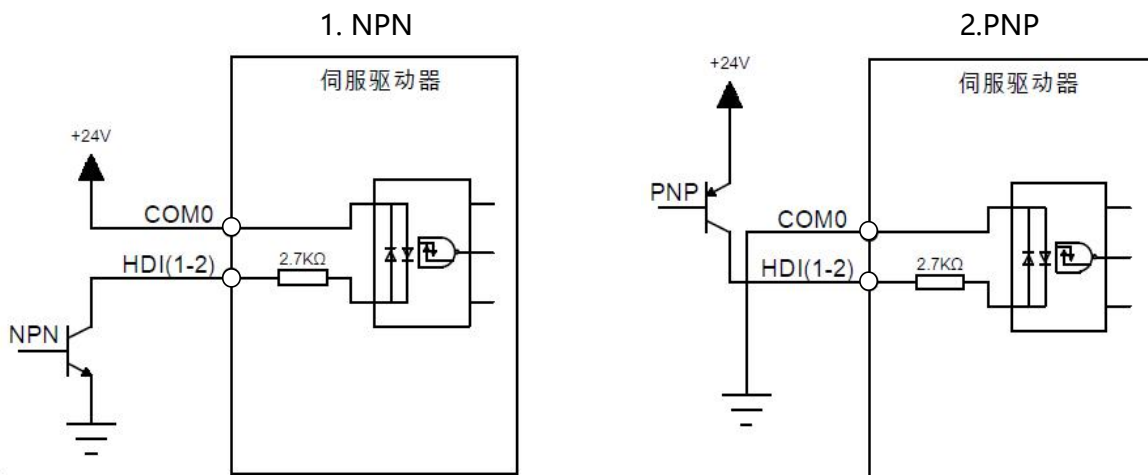 1. NPN
伺服驱动器
+24V
COM0
HDI(1-2)
2.7KΩ
NPN
2.PNP
+24V
伺服驱动器
PNP
COM0
HDI(1-2)
2.7KΩ